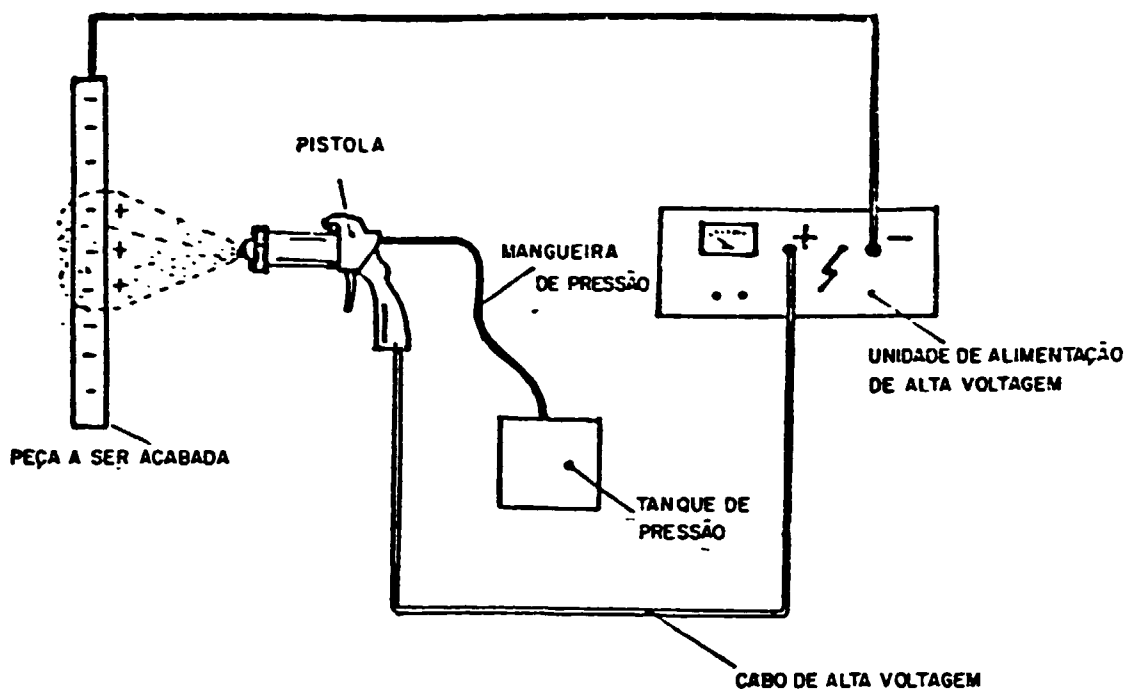 PISTOLA
MANGUEIRA
DE PRESSÃO
+
-
UNIDADE DE ALIMENTAÇÃO
DE ALTA VOLTAGEM
PEÇA A SER ACABADA
TANQUE DE
PRESSÃO
CABO DE ALTA VOLTAGEM